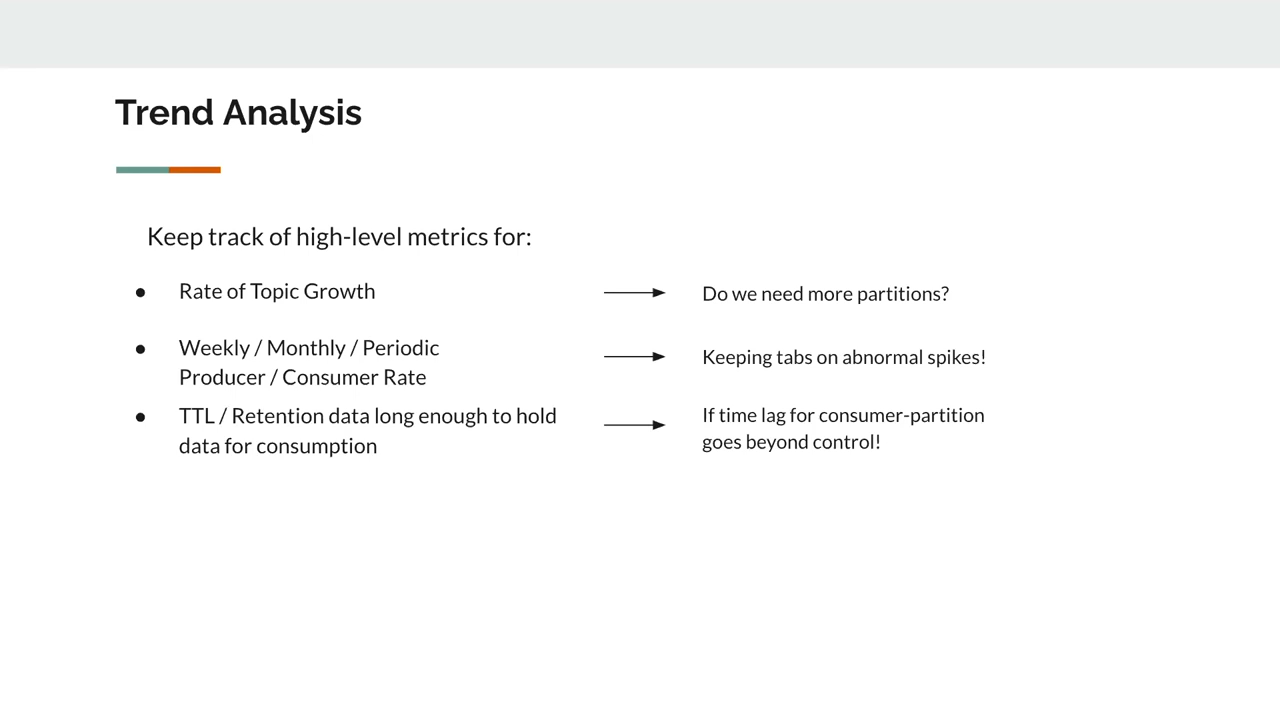 Trend Analysis
Keep track of high-level metrics for:
● Rate of Topic Growth
Do we need more partitions?
● Weekly / Monthly / Periodic
Producer / Consumer Rate
Keeping tabs on abnormal spikes!
● TTL / Retention data long enough to hold
data for consumption
If time lag for consumer-partition
goes beyond control!